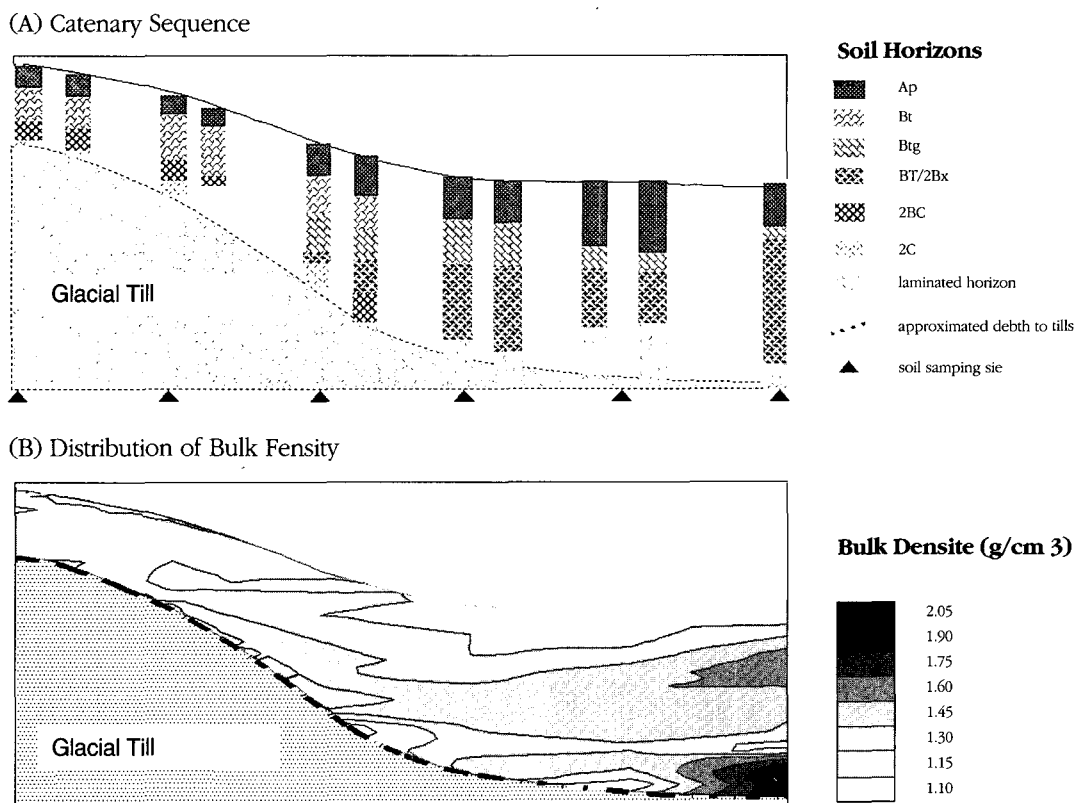 (A) Catenary Sequence
Soil Horizons
Ap
Bt
Btg
BT/2Bx
2BC
2C
laminated horizon
approximated debth to tills
soil samping sie
Glacial Till
(B) Distribution of Bulk Fensity
Bulk Densite (g/cm 3)
2.05
1.90
1.75
1.60
1.45
1.30
1.15
1.10
Glacial Till